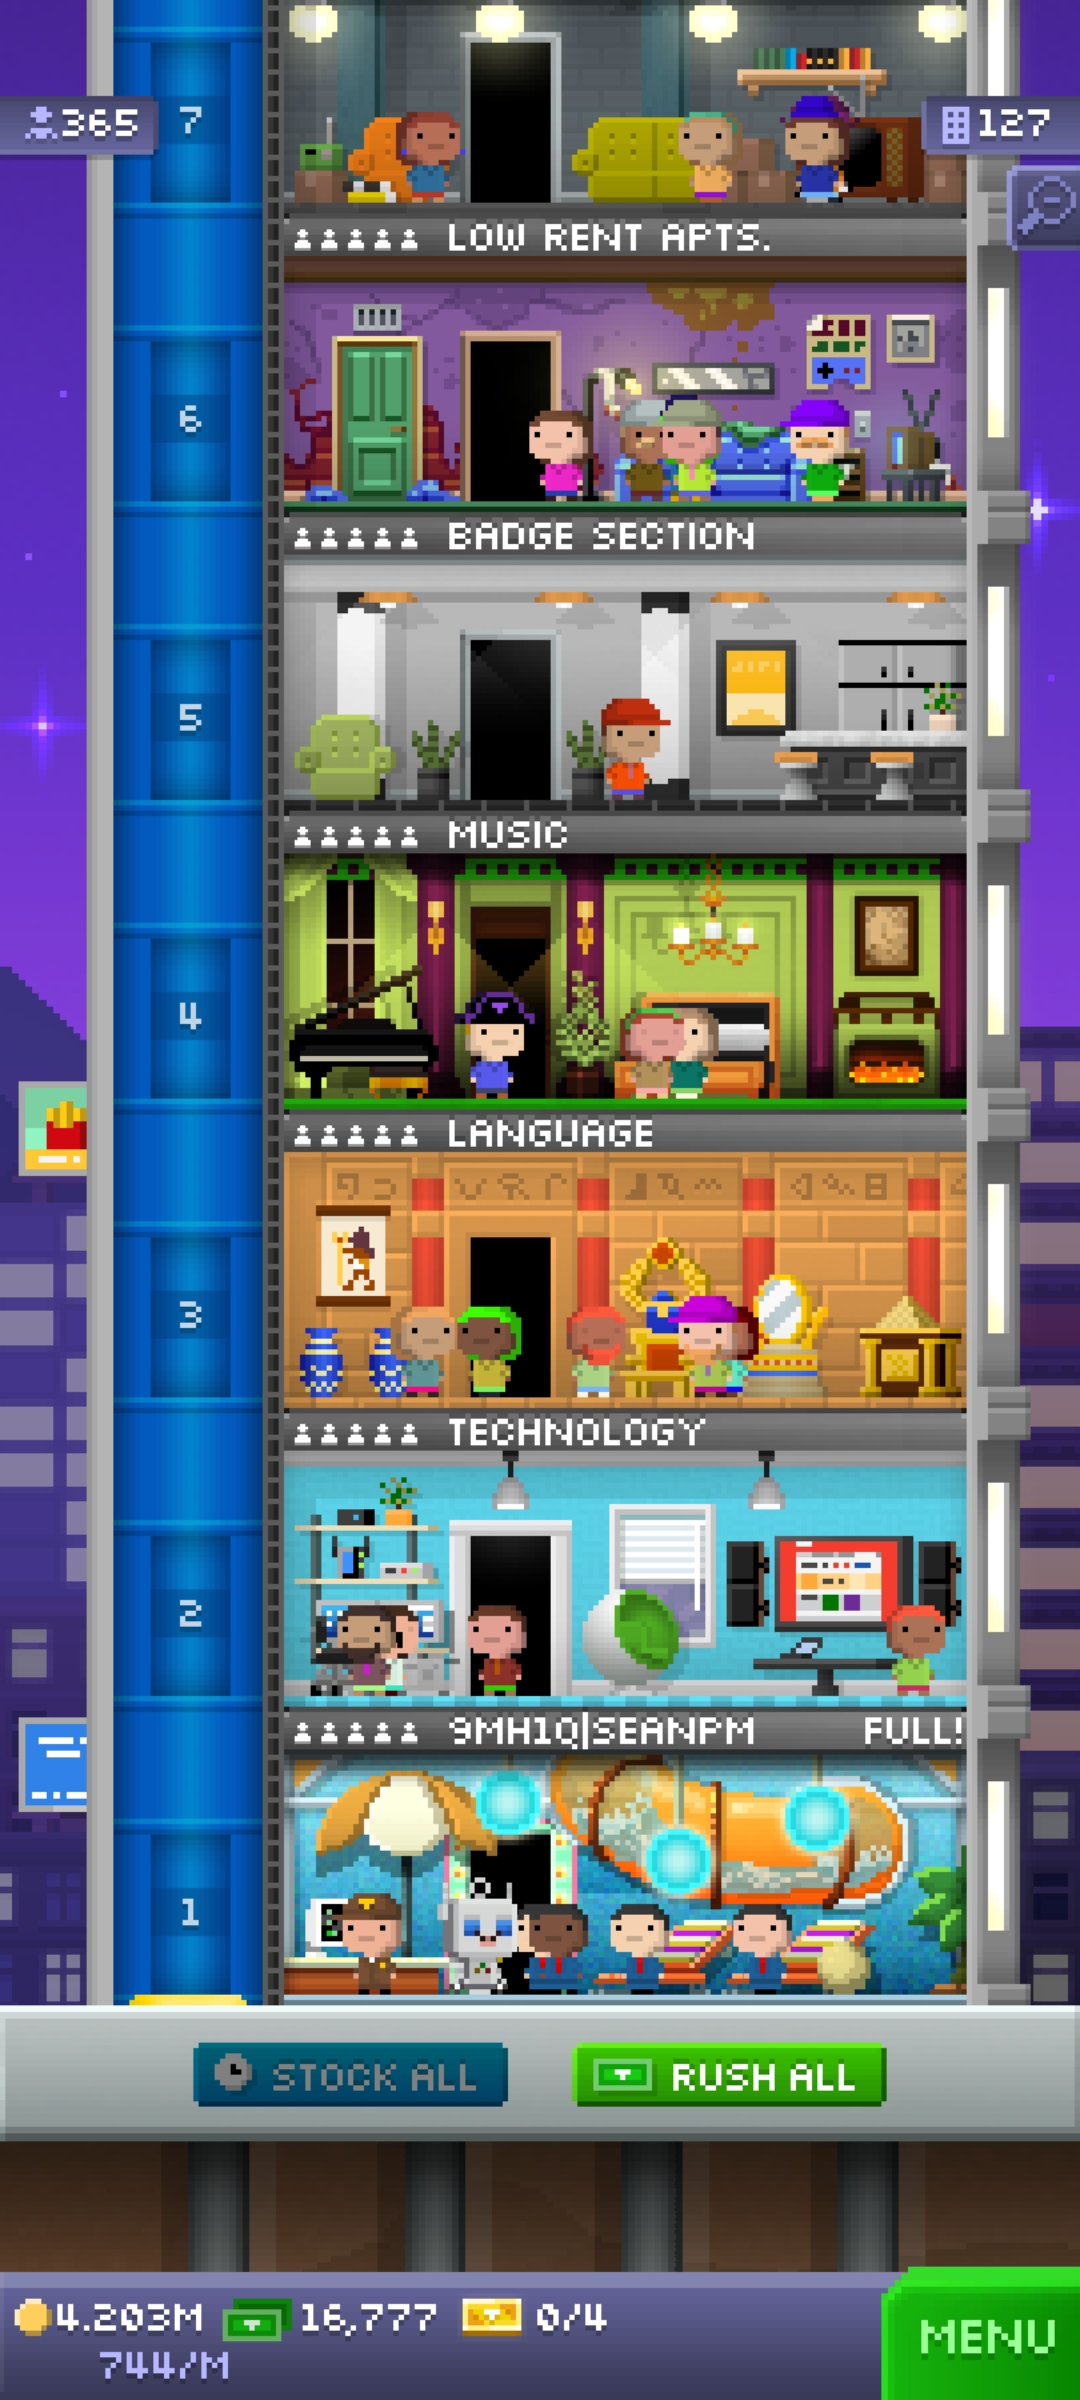 7
365
127
LOW RENT APTS.
6
BADGE SECTION
5
MUSIC
4
LANGUAGE
3
TECHNOLOGY
2
9MH1Q|SEANPM FULL!
1
STOCK ALL
RUSH ALL
4.203M 16,777 0/4
744/M
MENU